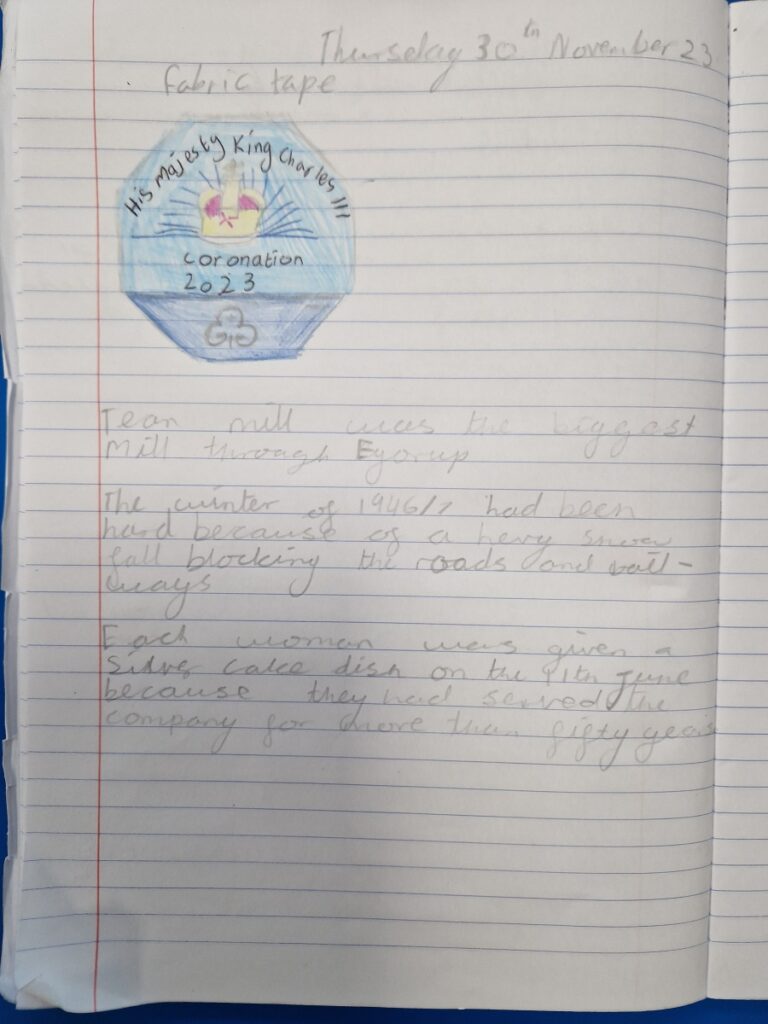 Thursday 30th November 23
fabric tape
His Majesty King Charles III
coronation
2023
Tean mill was the biggest
Mill through Egorup
The winter of 1946/7 had been
hard because of a hevy snow
fall blocking the roads and rail-
ways
Each woman was given a
Silver cake dish on the 11th June
because they had served the
company for more than fifty years